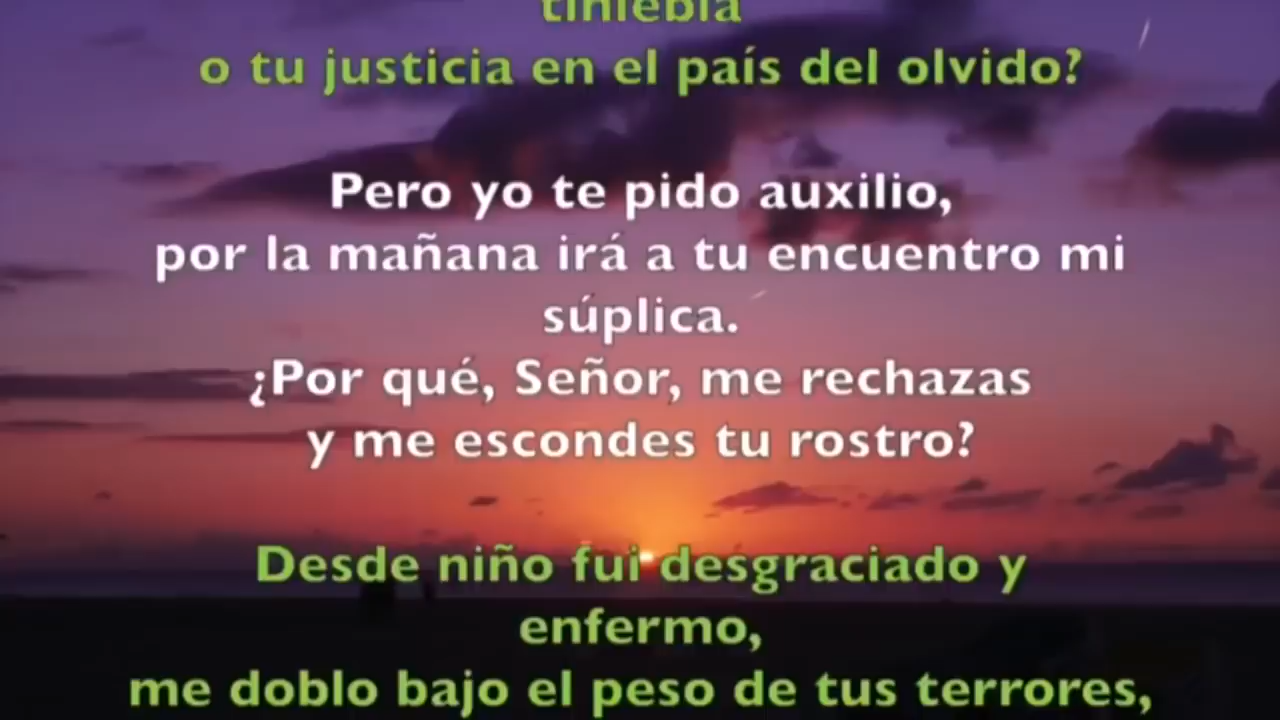 tiniebla
o tu justicia en el país del olvido?
Pero yo te pido auxilio,
por la mañana irá a tu encuentro mi
súplica.
¿Por qué, Señor, me rechazas
y me escondes tu rostro?
Desde niño fui desgraciado y
enfermo,
me doblo bajo el peso de tus terrores,